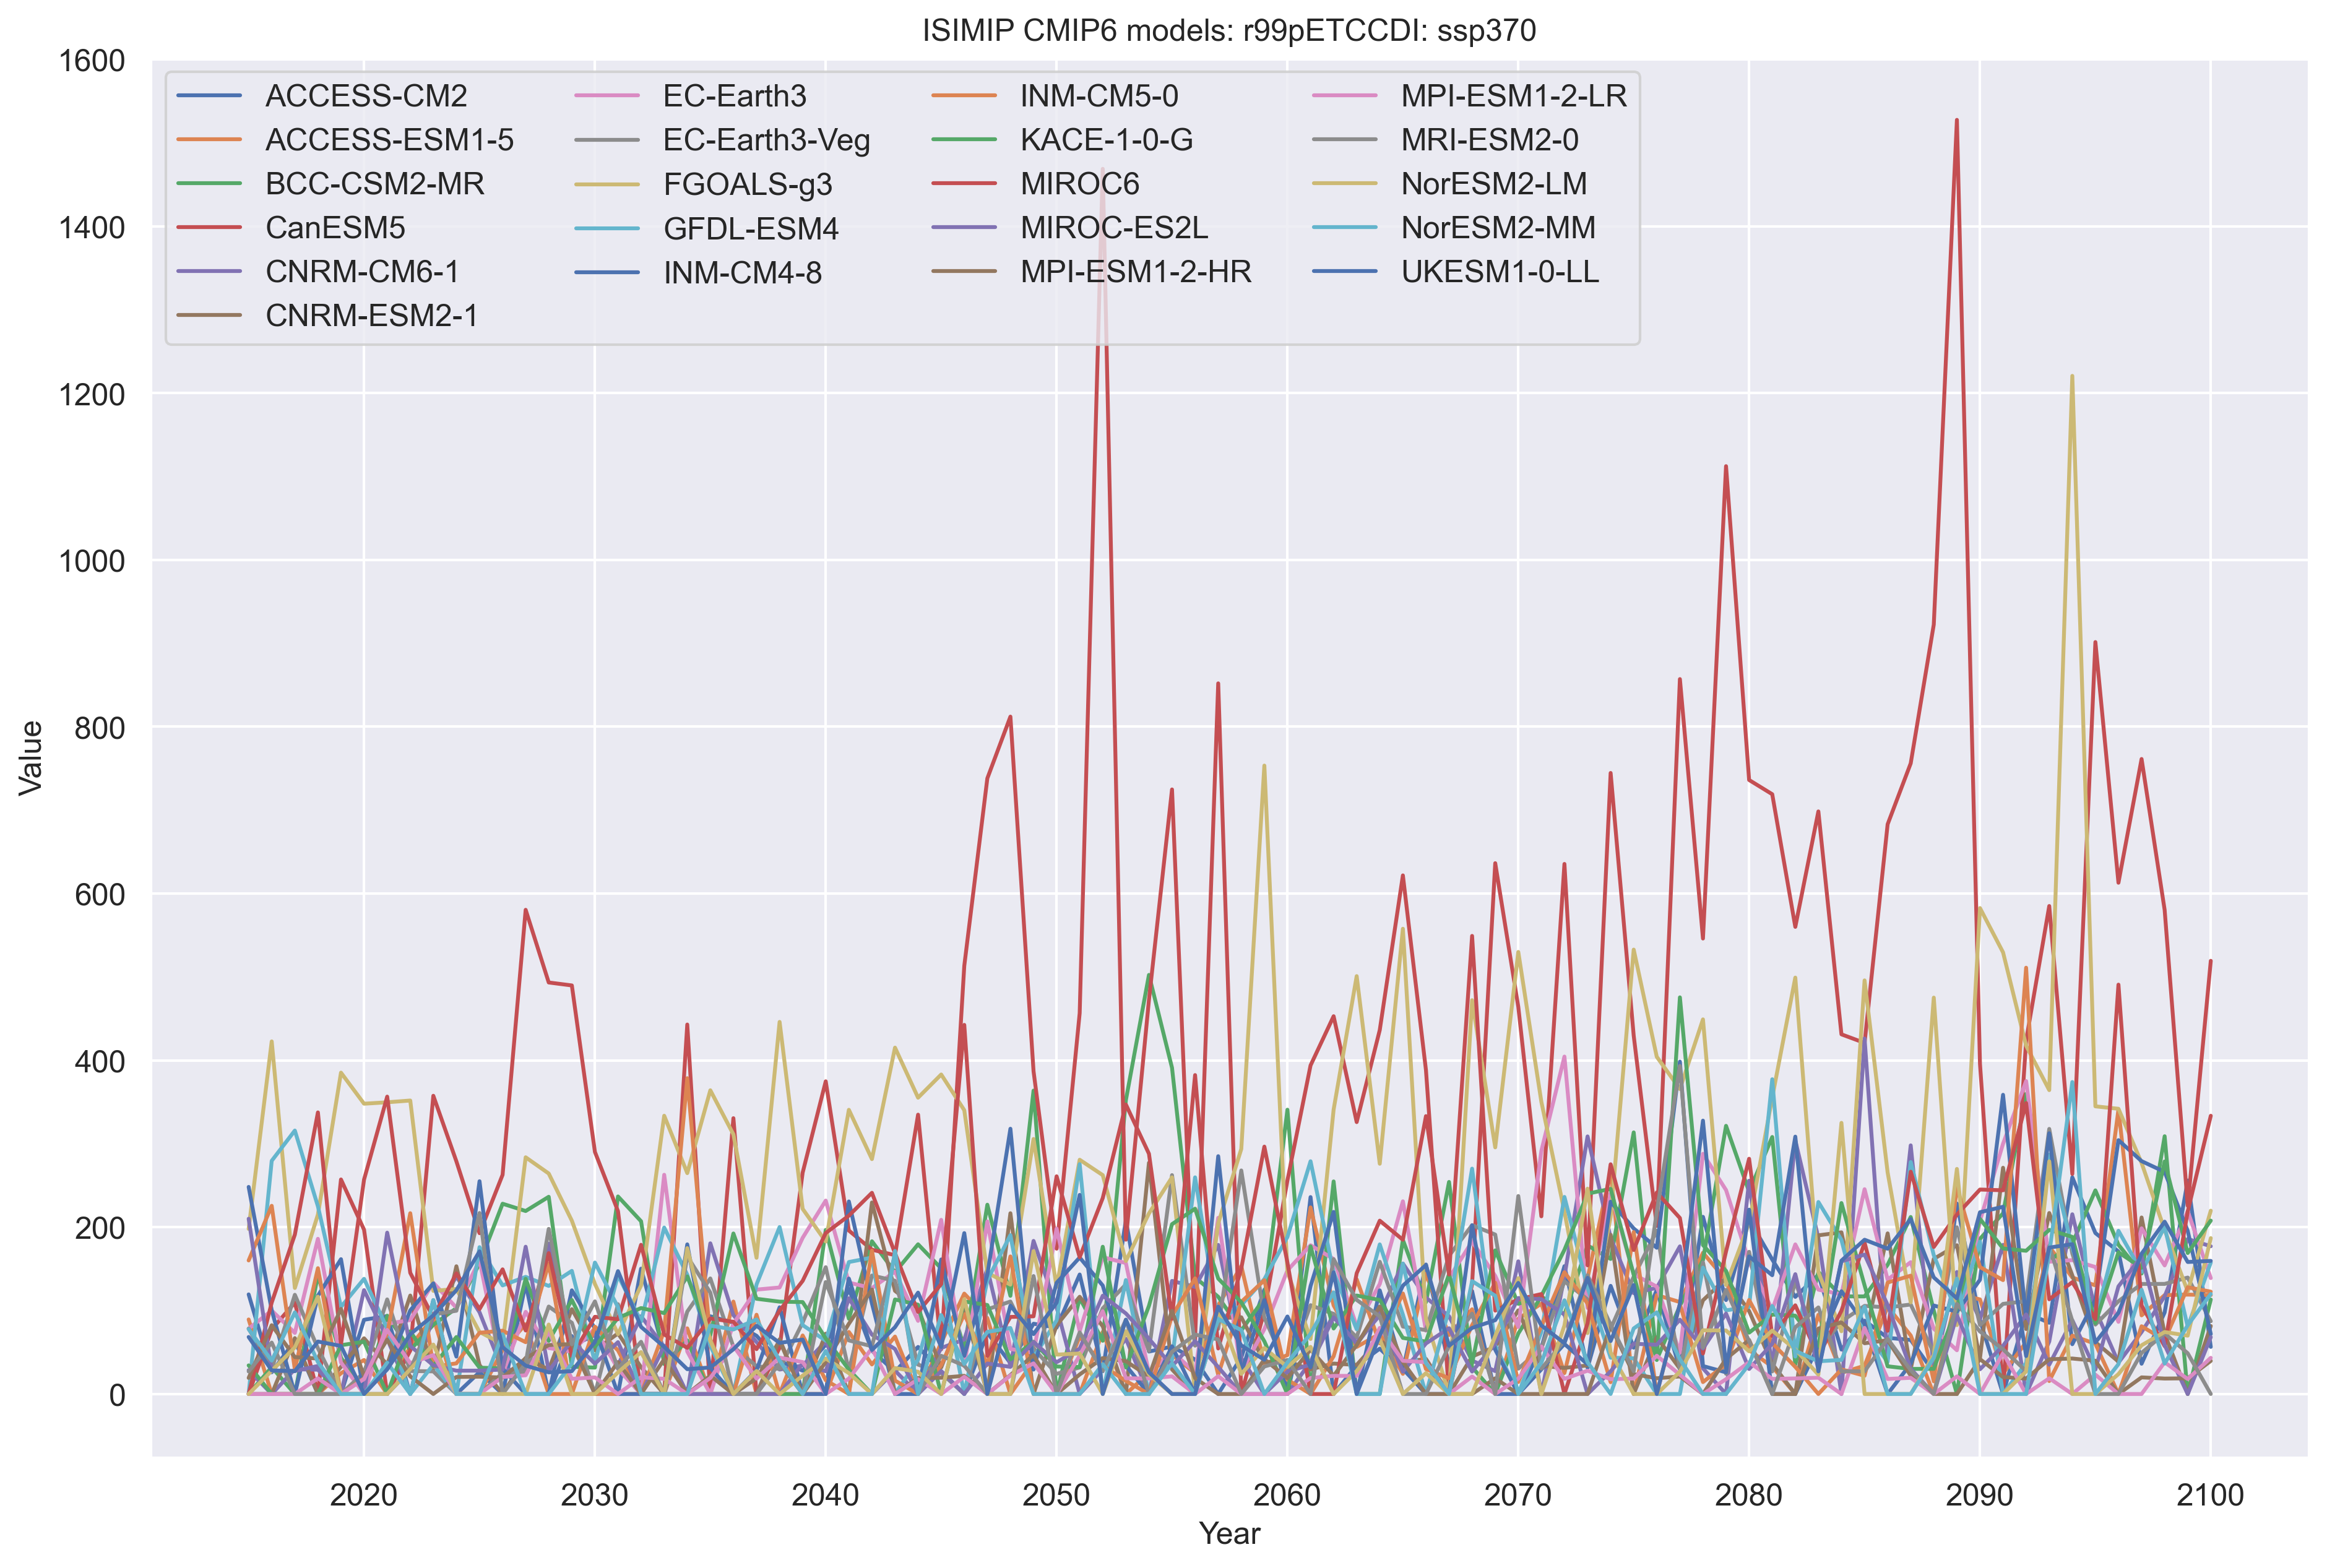 ISIMIP CMIP6 models: r99pETCCDI: ssp370
1600
1400
1200
1000
800
600
400
200
0
Value
ACCESS-CM2
ACCESS-ESM1-5
BCC-CSM2-MR
CanESM5
CNRM-CM6-1
CNRM-ESM2-1
EC-Earth3
EC-Earth3-Veg
FGOALS-g3
GFDL-ESM4
INM-CM4-8
INM-CM5-0
KACE-1-0-G
MIROC6
MIROC-ES2L
MPI-ESM1-2-HR
MPI-ESM1-2-LR
MRI-ESM2-0
NorESM2-LM
NorESM2-MM
UKESM1-0-LL
2020 2030 2040 2050 2060 2070 2080 2090 2100
Year